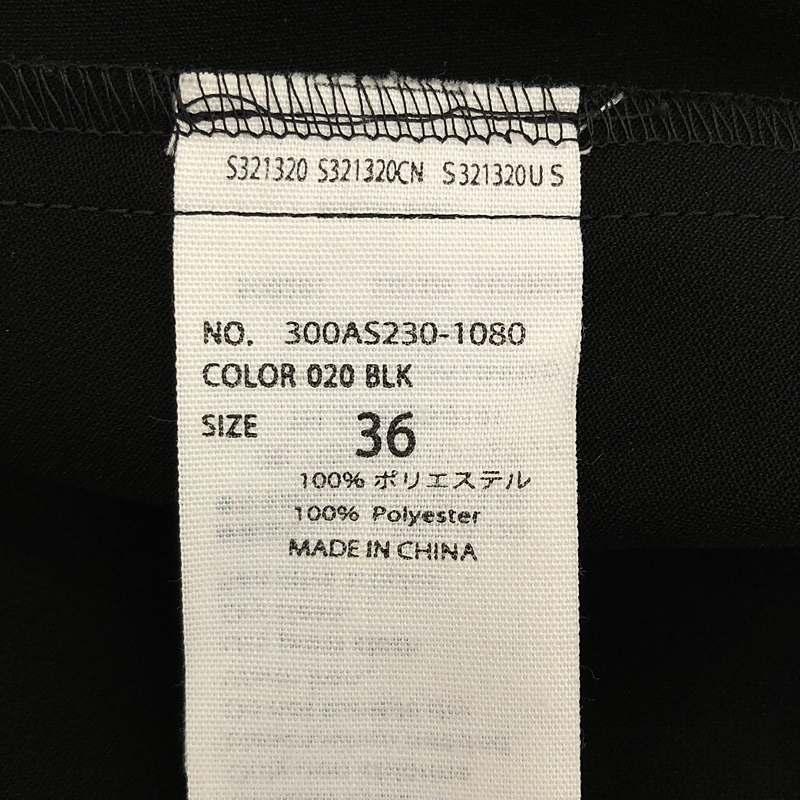 S321320 S321320CN S321320US
NO. 300AS230-1080
COLOR 020 BLK
SIZE 36
100% ポリエステル
100% Polyester
MADE IN CHINA